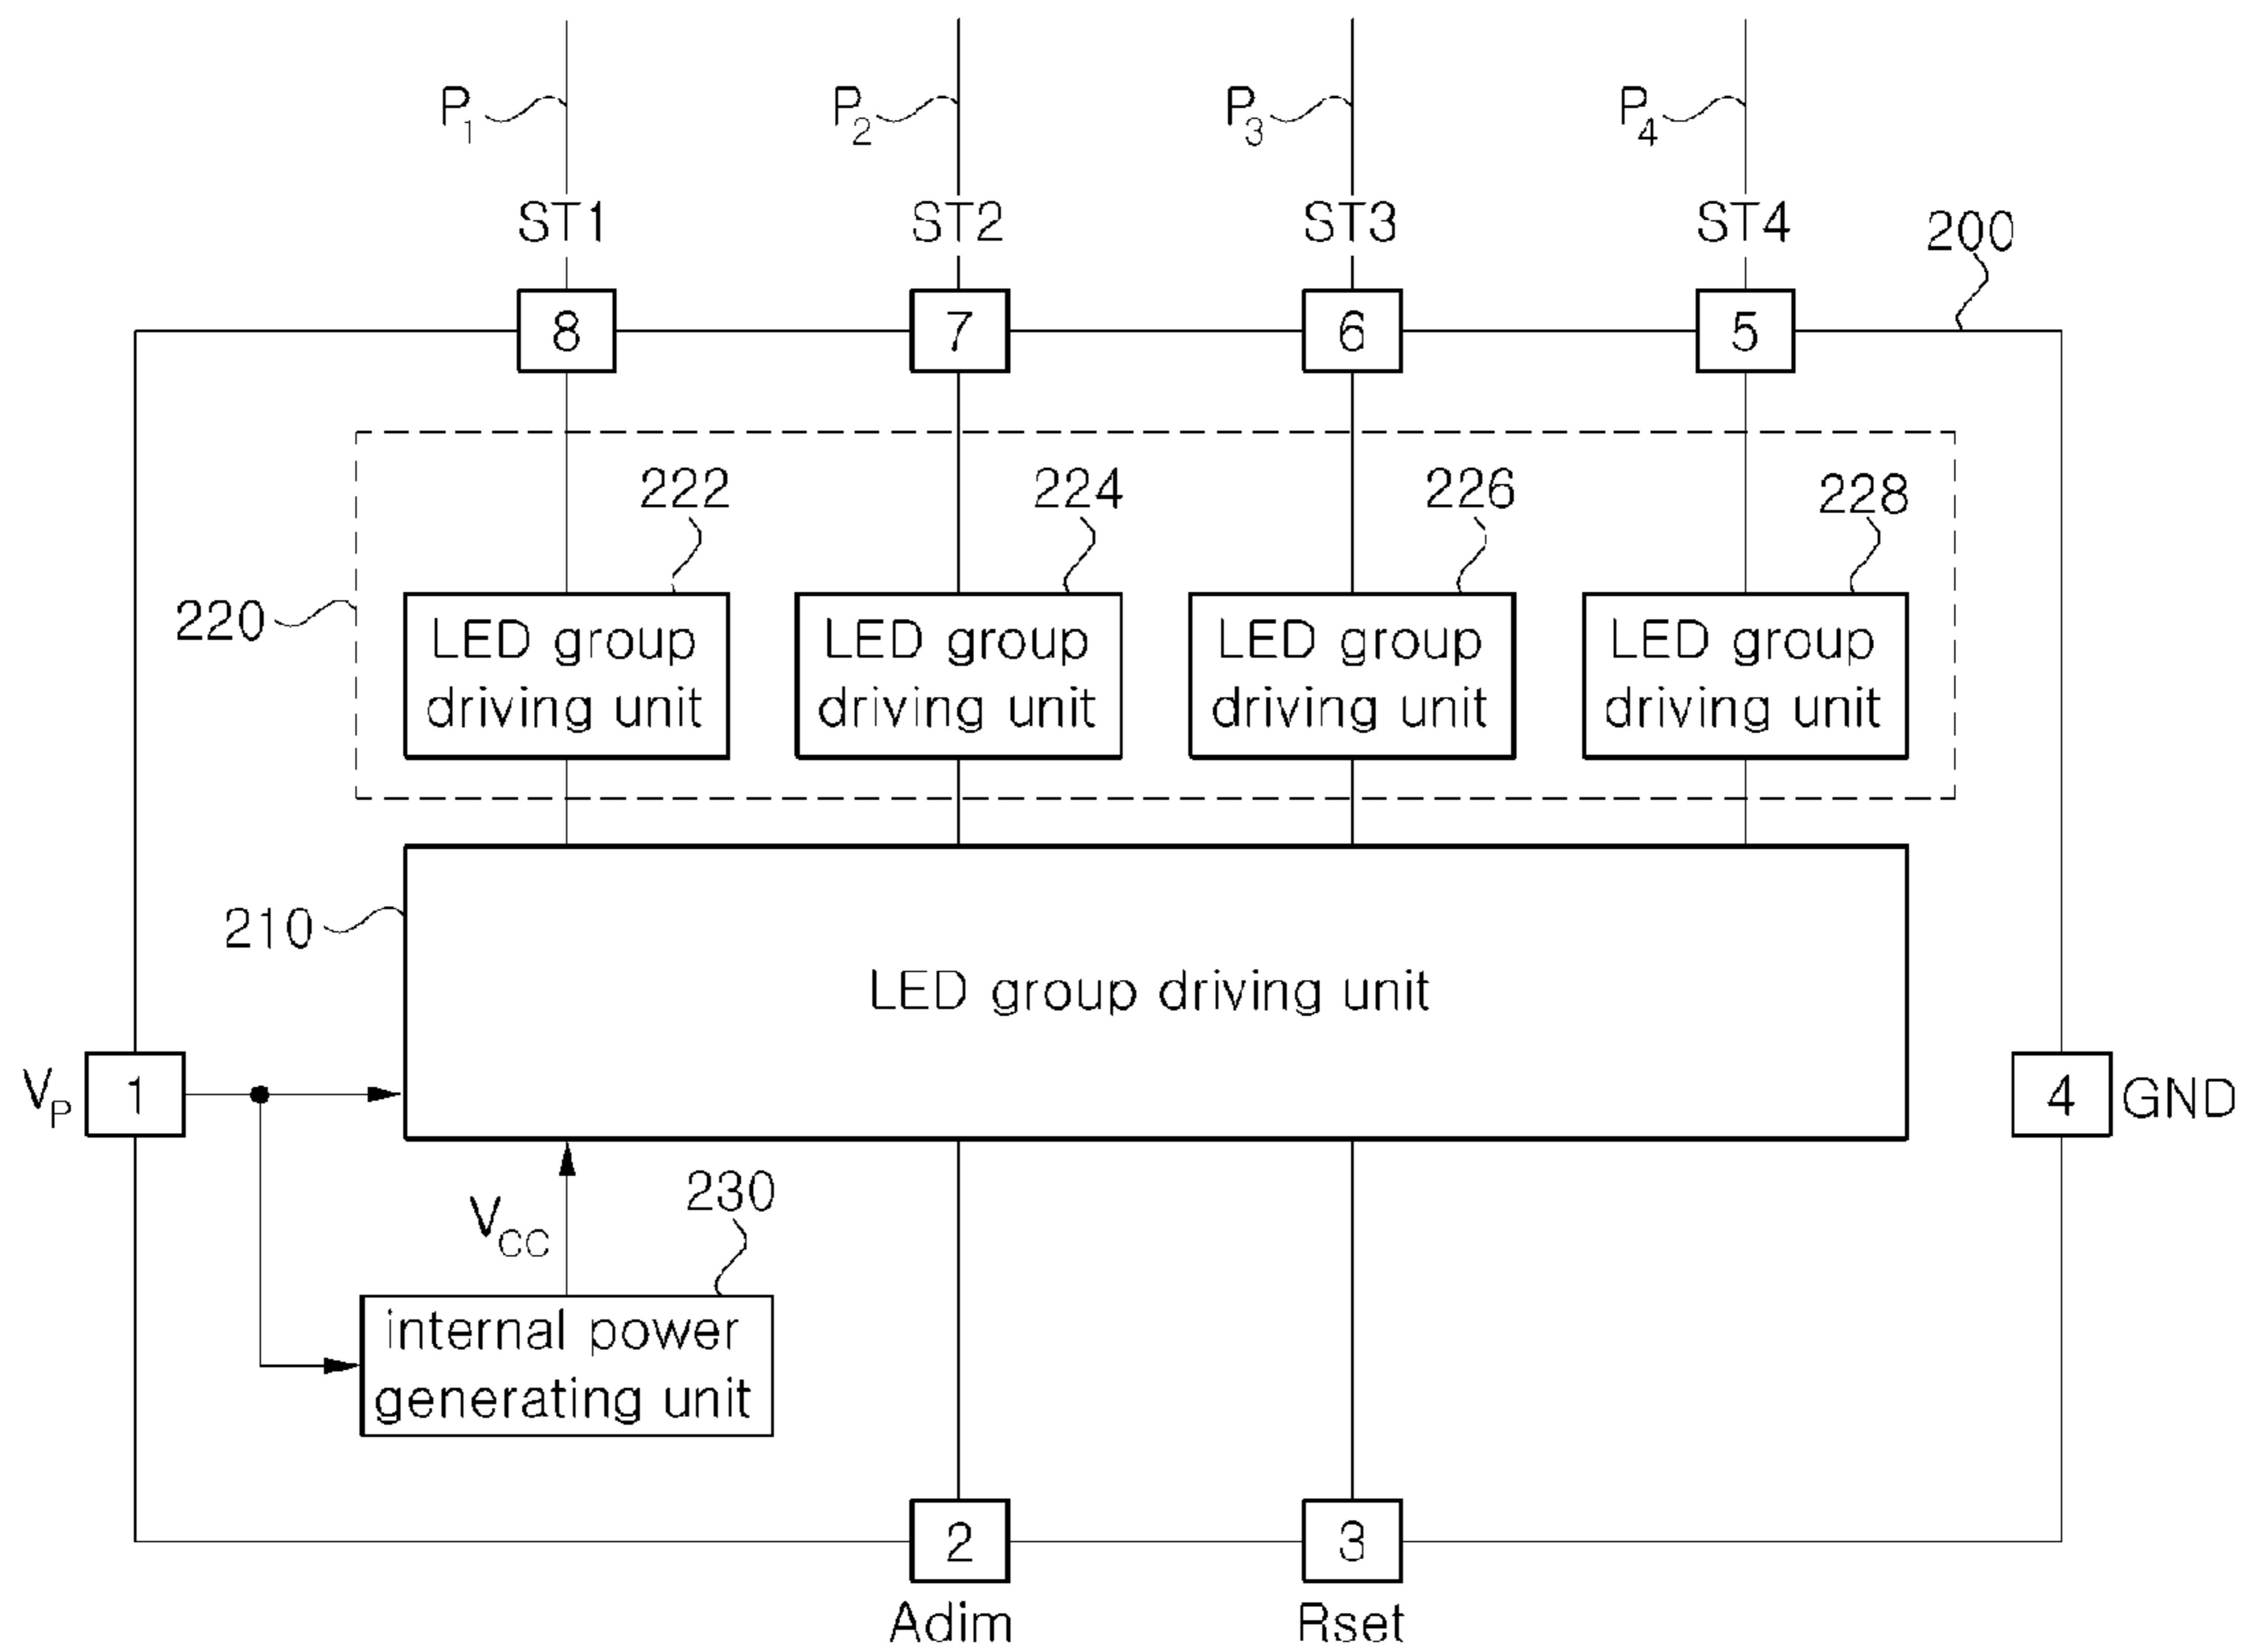 P1 P2 P3 P4
ST1 ST2 ST3 ST4 200
8 7 6 5
222 224 226 228
220
LED group LED group LED group LED group
driving unit driving unit driving unit driving unit
210
LED group driving unit
VP 1 4 GND
230
VCC
internal power
generating unit
2 3
Adim Rset